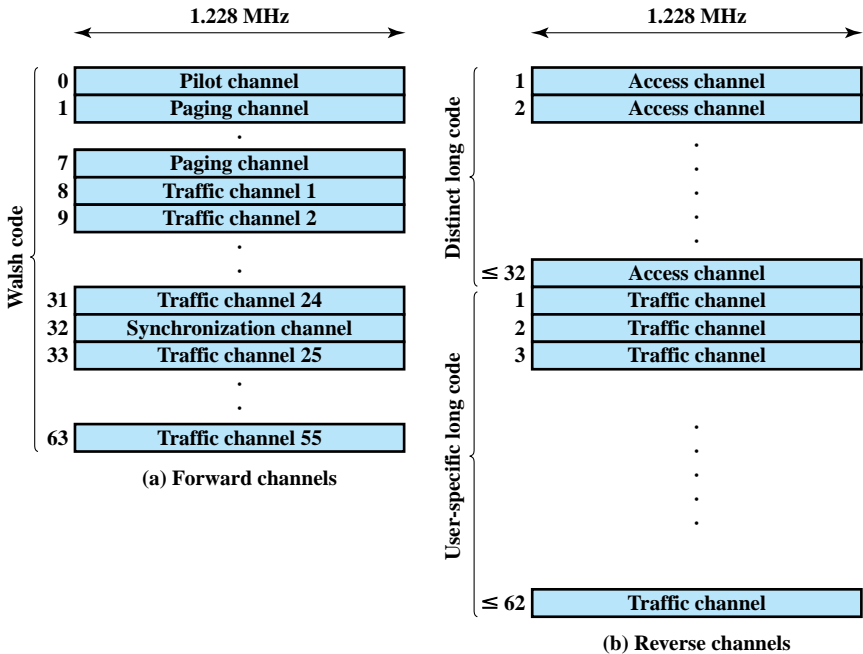 1.228 MHz
Walsh code
0 Pilot channel
1 Paging channel
7 Paging channel
8 Traffic channel 1
9 Traffic channel 2
31 Traffic channel 24
32 Synchronization channel
33 Traffic channel 25
63 Traffic channel 55
(a) Forward channels
1.228 MHz
Distinct long code
1 Access channel
2 Access channel
≦ 32 Access channel
User-specific long code
1 Traffic channel
2 Traffic channel
3 Traffic channel
≦ 62 Traffic channel
(b) Reverse channels